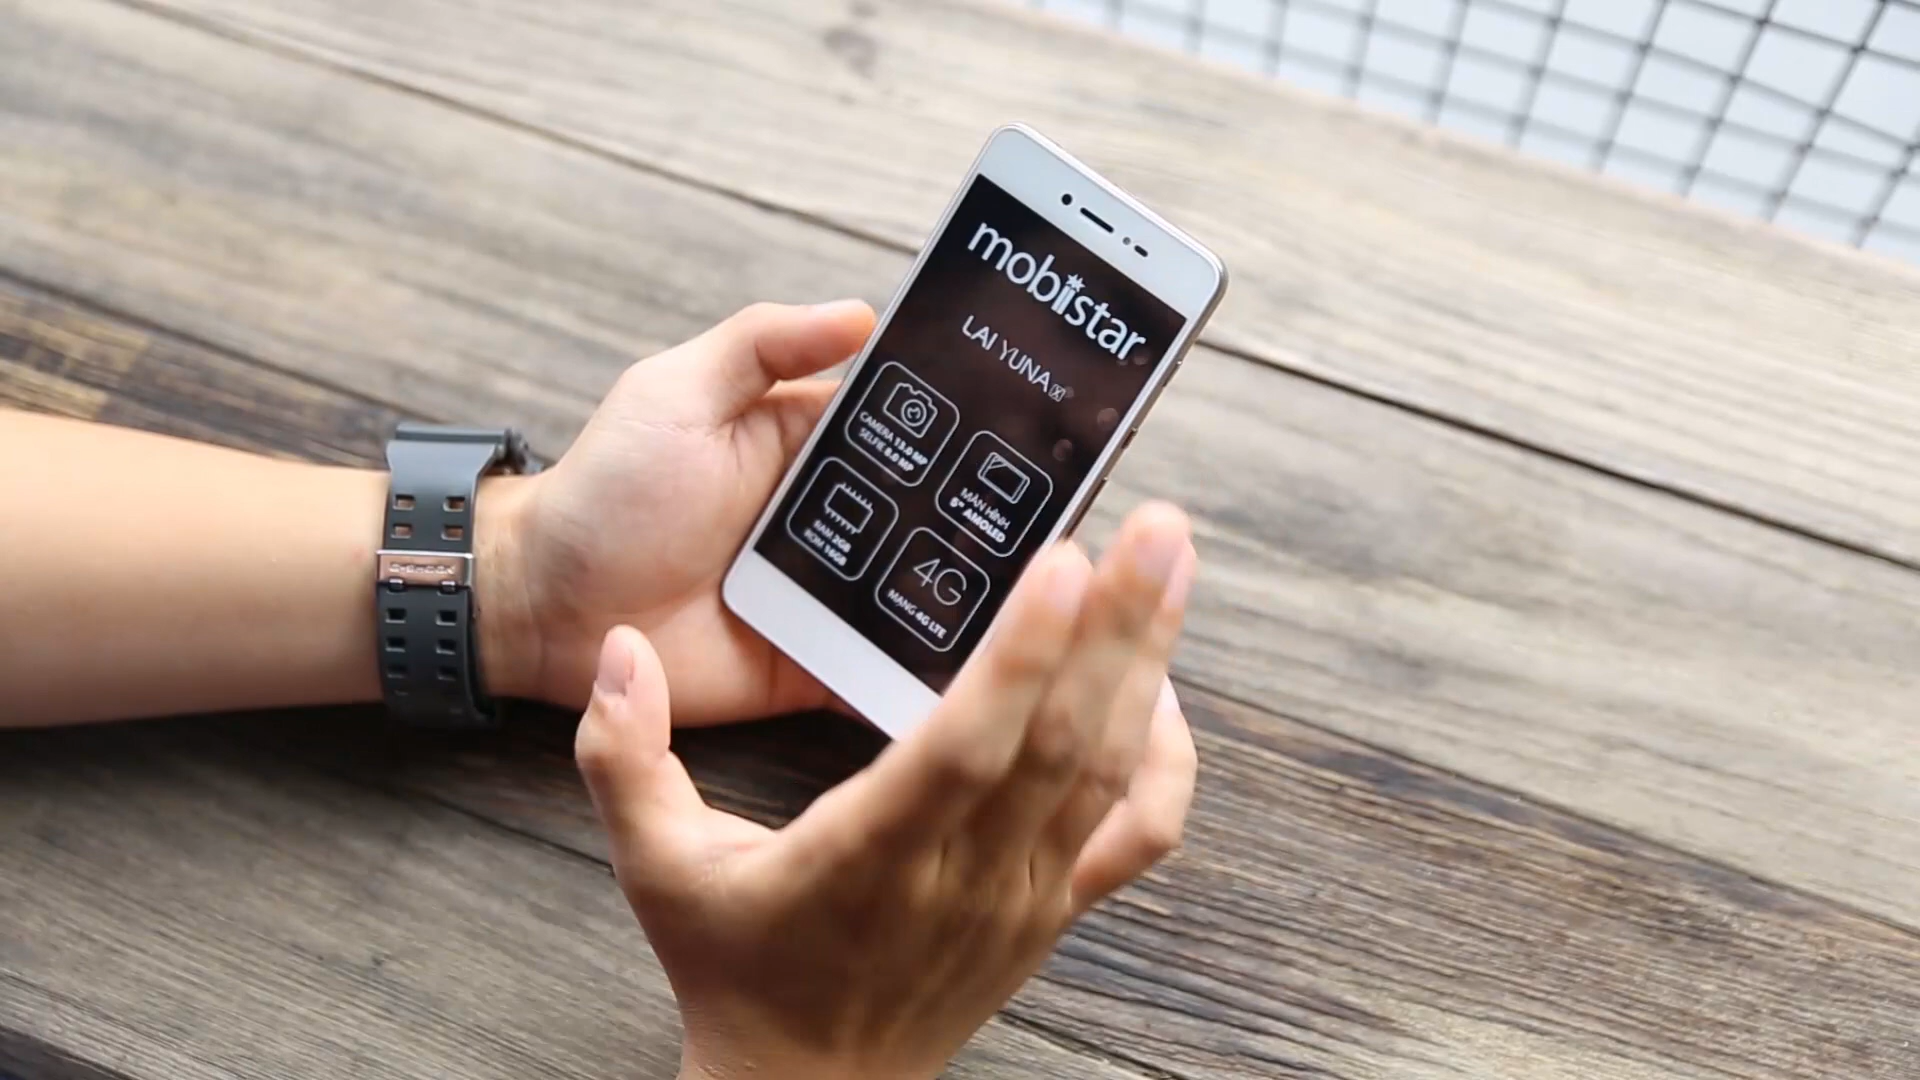 mobiistar
LAI YUNA X
CAMERA 13.0 MP
SELFIE 8.0 MP
MÀN HÌNH
5" AMOLED
RAM 2GB
ROM 16GB
4G
MẠNG 4G LTE
G-SHOCK